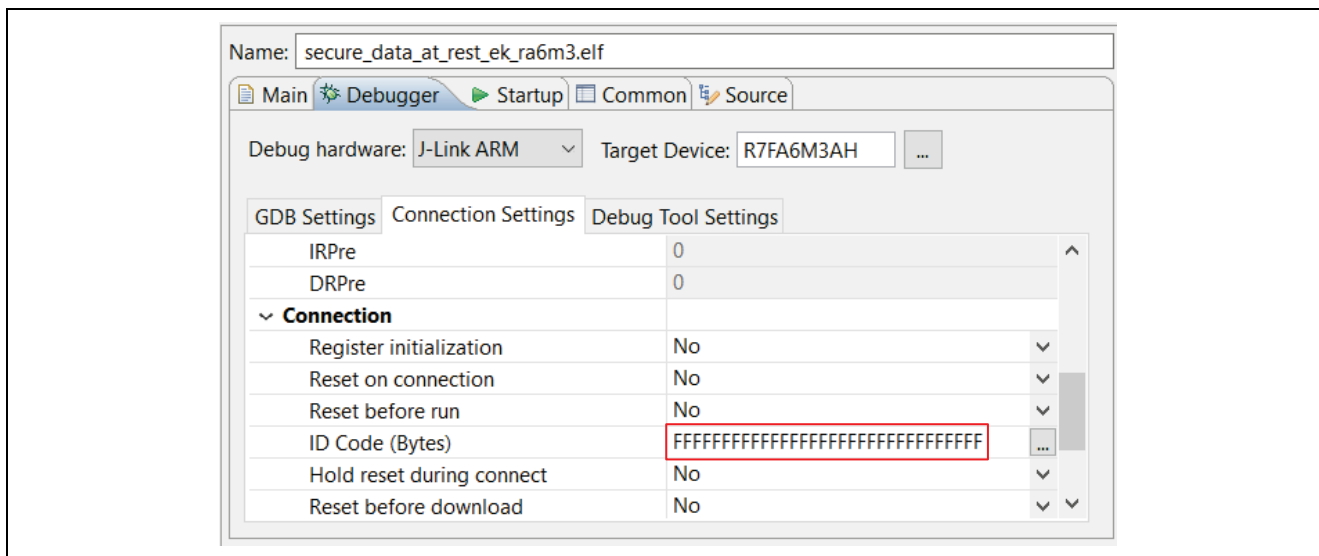 Name: secure_data_at_rest_ek_ra6m3.elf
Main Debugger Startup Common Source
Debug hardware: J-Link ARM Target Device: R7FA6M3AH ...
GDB Settings Connection Settings Debug Tool Settings
IRPre 0
DRPre 0
Connection
Register initialization No
Reset on connection No
Reset before run No
ID Code (Bytes) FFFFFFFFFFFFFFFFFFFFFFFFFFFFFFFF ...
Hold reset during connect No
Reset before download No